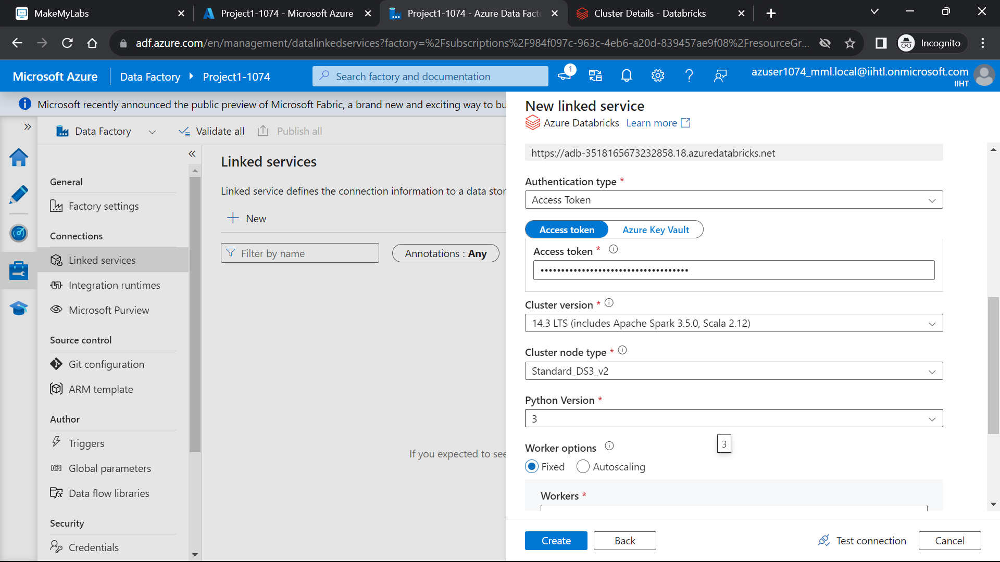 MakeMyLabs
Project1-1074 - Microsoft Azure
Project1-1074 - Azure Data Fact
Cluster Details - Databricks
adf.azure.com/en/management/datalinkedservices?factory=%2Fsubscriptions%2F984f097c-963c-4eb6-a20d-839457ae9f08%2FresourceGr...
Incognito
Microsoft Azure
Data Factory
Project1-1074
Search factory and documentation
1
azuser1074_mml.local@iihtl.onmicrosoft.com
IIHT
Microsoft recently announced the public preview of Microsoft Fabric, a brand new and exciting way to bu
Data Factory
Validate all
Publish all
General
Factory settings
Connections
Linked services
Integration runtimes
Microsoft Purview
Source control
Git configuration
ARM template
Author
Triggers
Global parameters
Data flow libraries
Security
Credentials
Linked services
Linked service defines the connection information to a data stor
New
Filter by name
Annotations : Any
If you expected to see
New linked service
Azure Databricks Learn more
https://adb-3518165673232858.18.azuredatabricks.net
Authentication type *
Access Token
Access token
Azure Key Vault
Access token *
••••••••••••••••••••••••••••••••••••
Cluster version *
14.3 LTS (includes Apache Spark 3.5.0, Scala 2.12)
Cluster node type *
Standard_DS3_v2
Python Version *
3
3
Worker options
Fixed
Autoscaling
Workers *
Create
Back
Test connection
Cancel